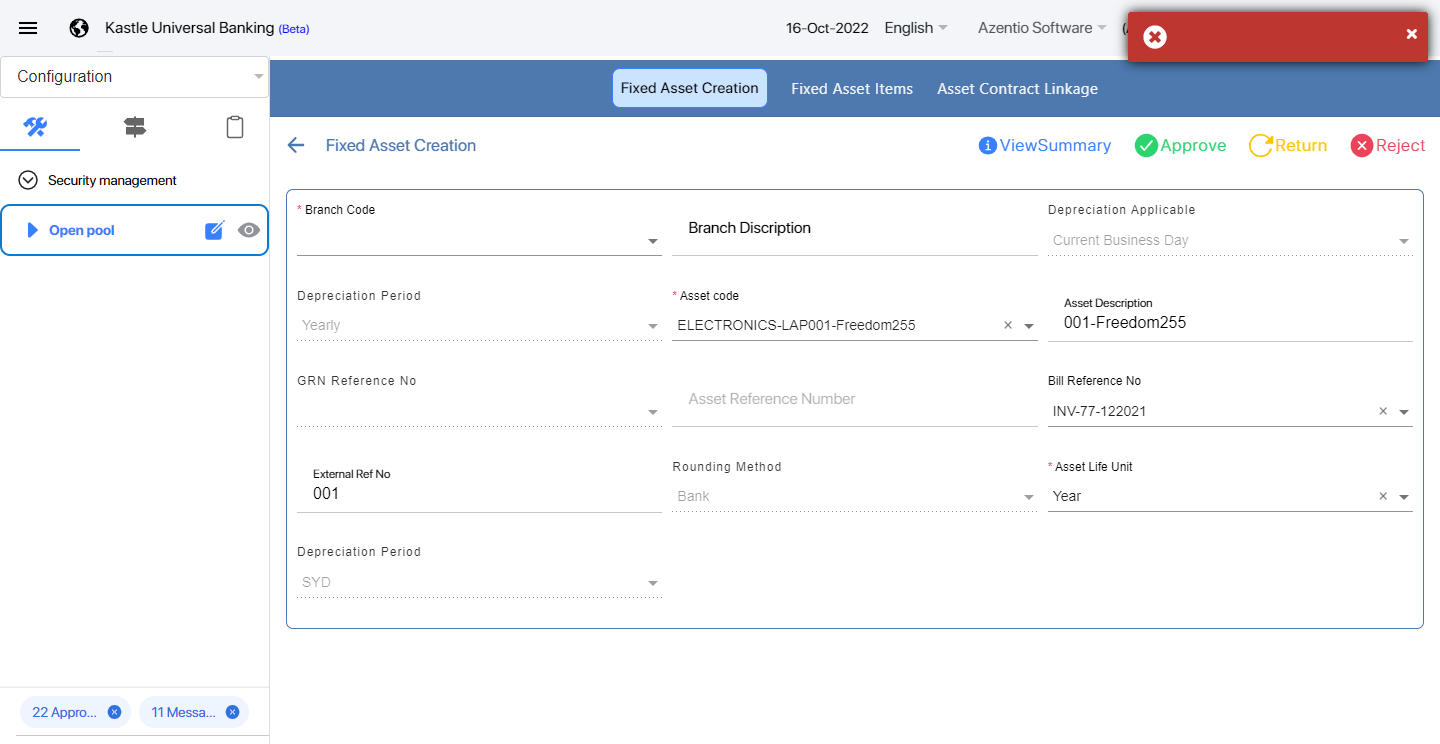 Kastle Universal Banking (Beta)
16-Oct-2022
English
Azentio Software
Configuration
Fixed Asset Creation
Fixed Asset Items
Asset Contract Linkage
Fixed Asset Creation
ViewSummary
Approve
Return
Reject
Security management
Open pool
* Branch Code
Branch Discription
Depreciation Applicable
Current Business Day
Depreciation Period
Yearly
* Asset code
ELECTRONICS-LAP001-Freedom255
Asset Description
001-Freedom255
GRN Reference No
Asset Reference Number
Bill Reference No
INV-77-122021
External Ref No
001
Rounding Method
Bank
* Asset Life Unit
Year
Depreciation Period
SYD
22 Appro...
11 Messa...